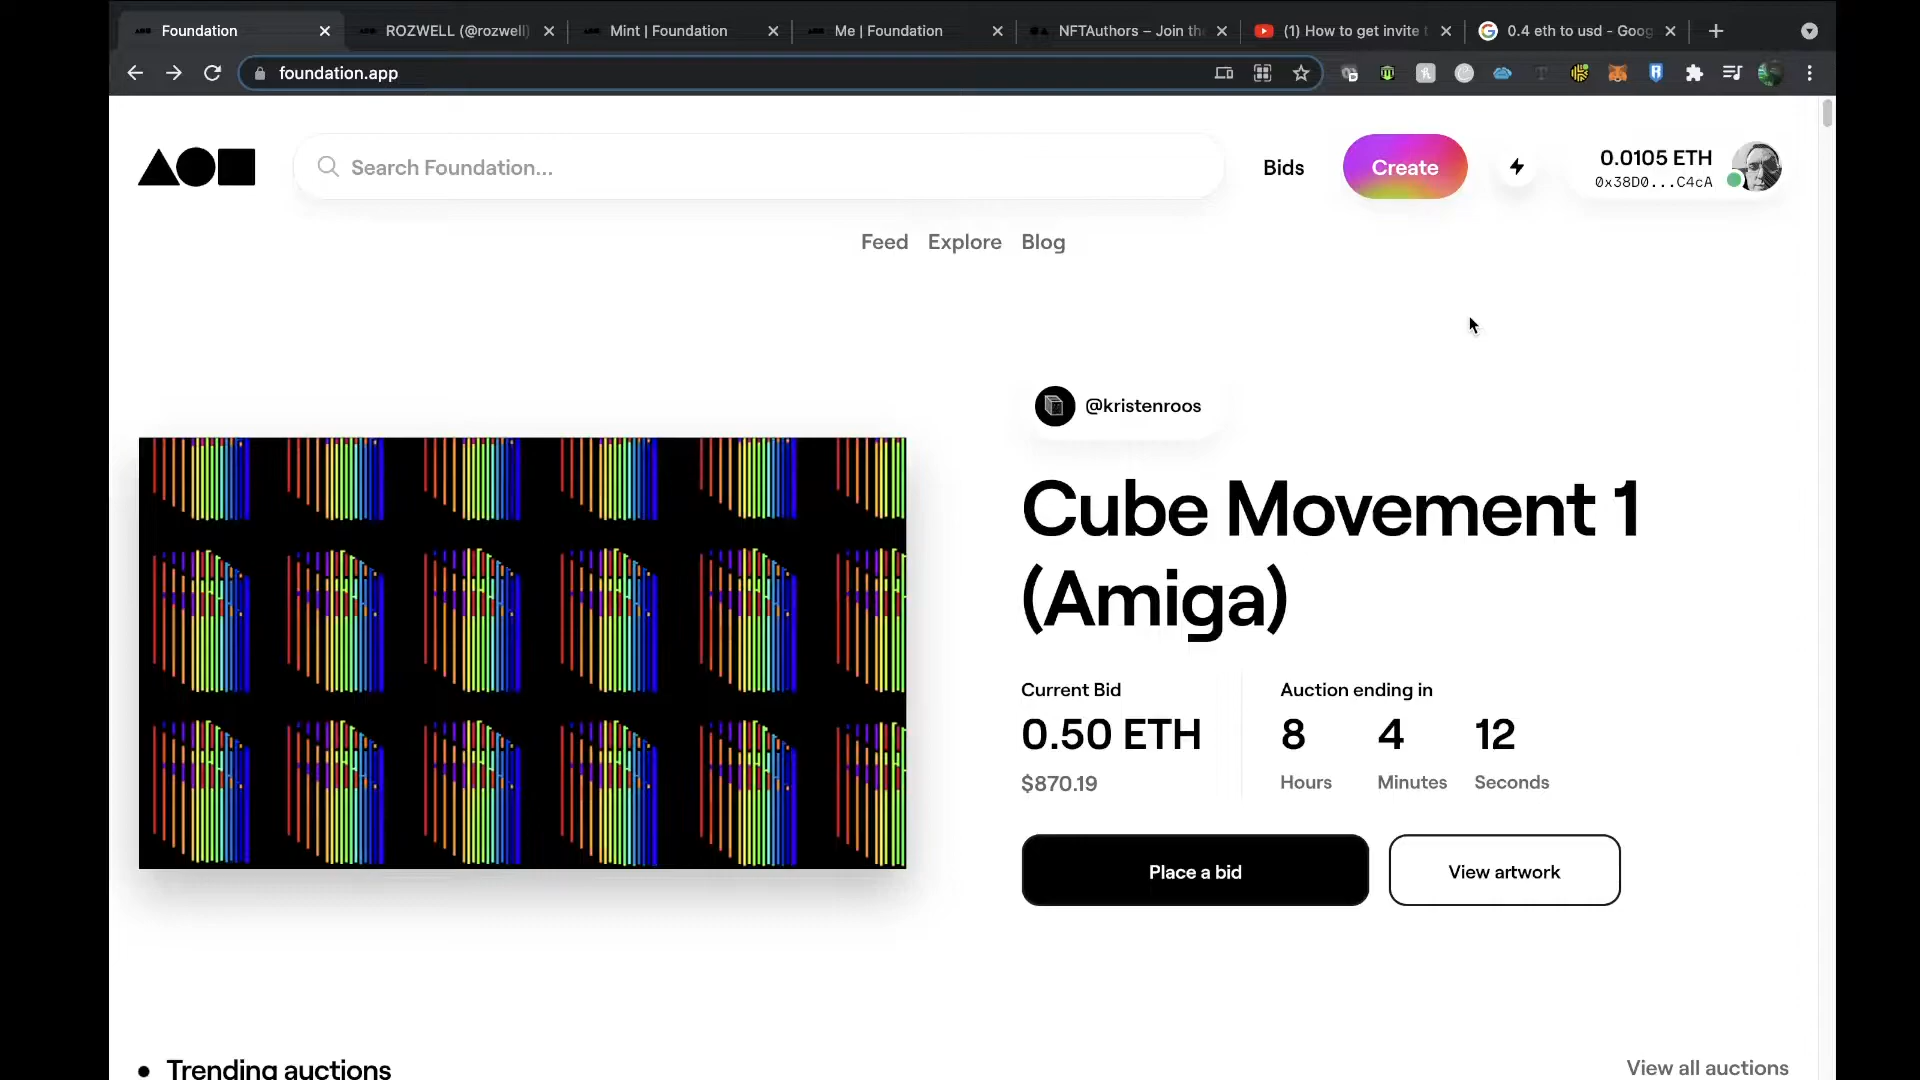 Foundation
ROZWELL (@rozwell)
Mint | Foundation
Me | Foundation
NFTAuthors – Join th
(1) How to get invite t
0.4 eth to usd - Goog
foundation.app
Search Foundation...
Bids
Create
0.0105 ETH
0x38D0...C4cA
Feed Explore Blog
@kristenroos
Cube Movement 1
(Amiga)
Current Bid
0.50 ETH
$870.19
Auction ending in
8 4 12
Hours Minutes Seconds
Place a bid
View artwork
Trending auctions
View all auctions